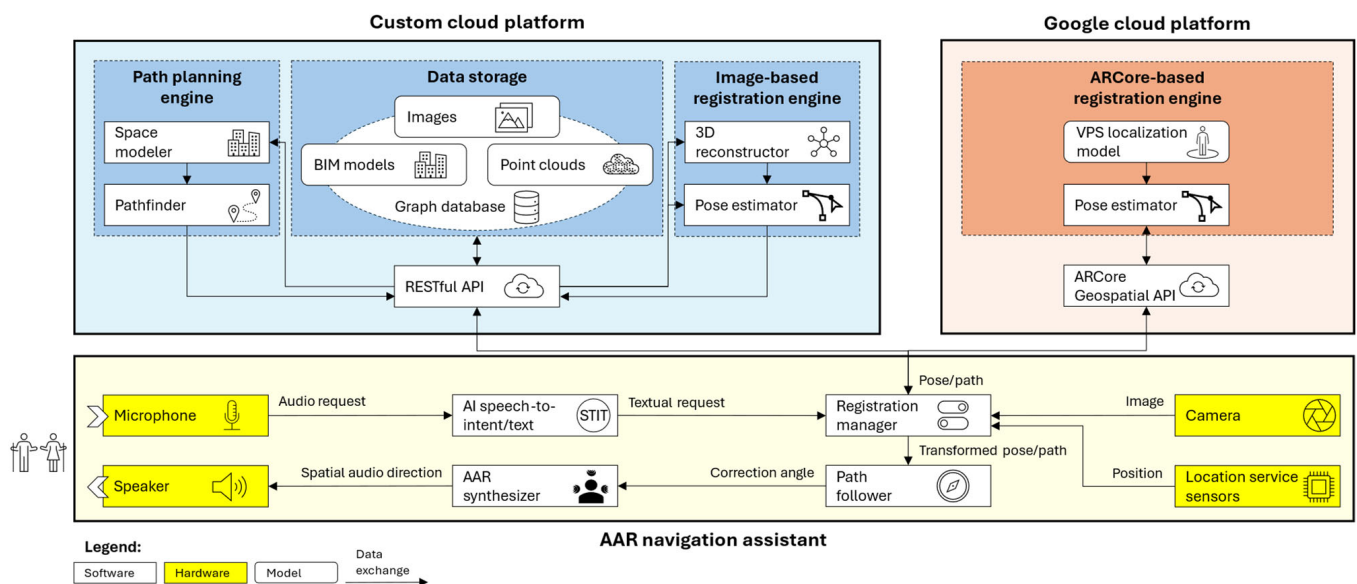 Custom cloud platform
Google cloud platform
Path planning
engine
Data storage
Image-based
registration engine
ARCore-based
registration engine
Space
modeler
Pathfinder
Images
BIM models
Point clouds
Graph database
3D
reconstructor
Pose estimator
VPS localization
model
Pose estimator
RESTful API
ARCore
Geospatial API
Pose/path
Microphone
Audio request
AI speech-to-
intent/text
STIT
Textual request
Registration
manager
Image
Camera
Transformed pose/path
Speaker
Spatial audio direction
AAR
synthesizer
Correction angle
Path
follower
Position
Location service
sensors
AAR navigation assistant
Legend:
Software
Hardware
Model
Data
exchange